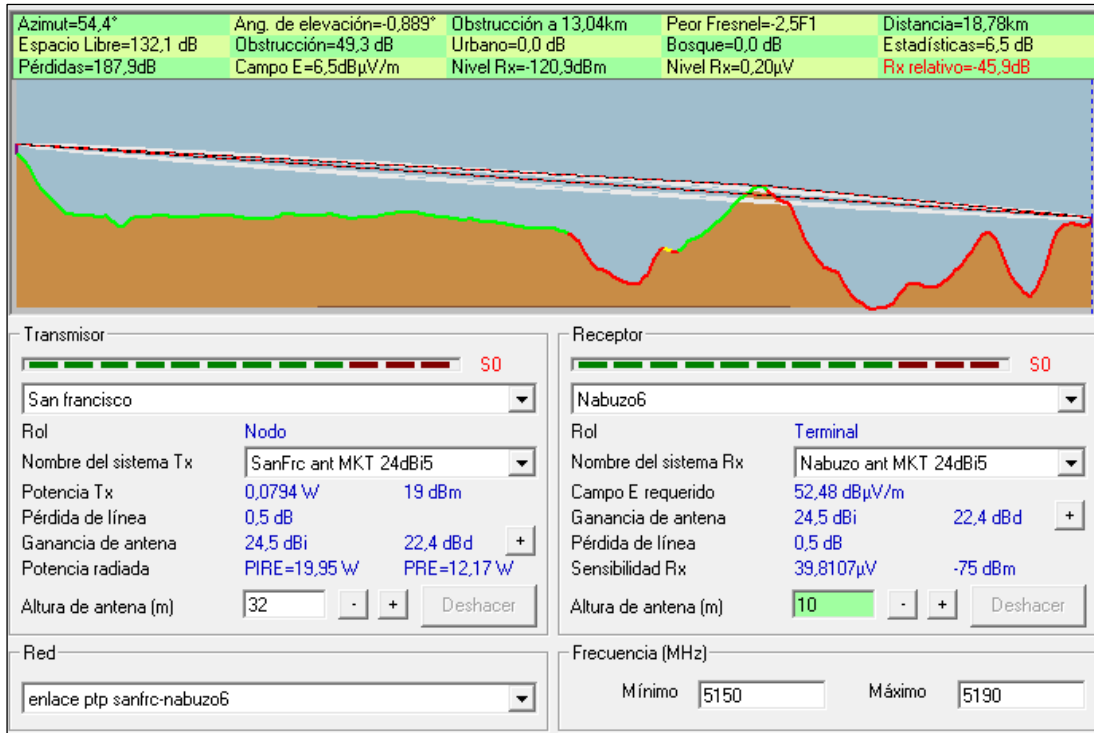 Azimut=54,4° Ang. de elevación=-0,889° Obstrucción a 13,04km Peor Fresnel=-2,5F1 Distancia=18,78km
Espacio Libre=132,1 dB Obstrucción=49,3 dB Urbano=0,0 dB Bosque=0,0 dB Estadísticas=6,5 dB
Pérdidas=187,9dB Campo E=6,5dBμV/m Nivel Rx=-120,9dBm Nivel Rx=0,20μV Rx relativo=-45,9dB
Transmisor
S0
San francisco
Rol Nodo
Nombre del sistema Tx SanFrc ant MKT 24dBi5
Potencia Tx 0,0794 W 19 dBm
Pérdida de línea 0,5 dB
Ganancia de antena 24,5 dBi 22,4 dBd +
Potencia radiada PIRE=19,95 W PRE=12,17 W
Altura de antena (m) 32 - + Deshacer
Receptor
S0
Nabuzo6
Rol Terminal
Nombre del sistema Rx Nabuzo ant MKT 24dBi5
Campo E requerido 52,48 dBμV/m
Ganancia de antena 24,5 dBi 22,4 dBd +
Pérdida de línea 0,5 dB
Sensibilidad Rx 39,8107μV -75 dBm
Altura de antena (m) 10 - + Deshacer
Red
enlace ptp sanfrc-nabuzo6
Frecuencia (MHz)
Mínimo 5150 Máximo 5190